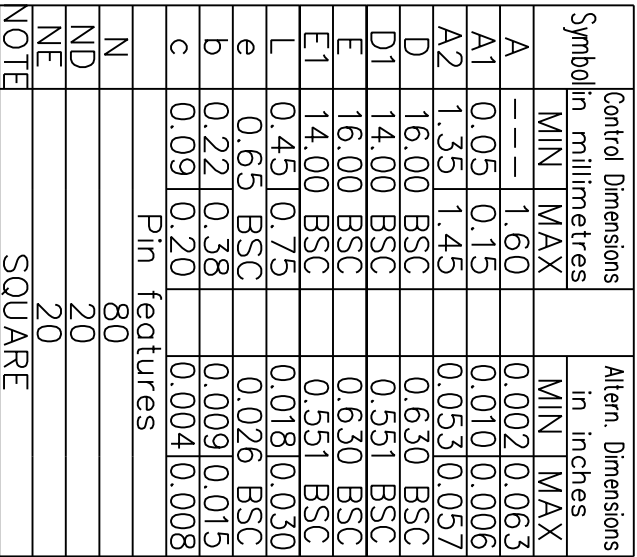 Control Dimensions Altern. Dimensions
Symbol in millimetres in inches
MIN MAX MIN MAX
A --- 1.60 0.002 0.063
A1 0.05 0.15 0.010 0.006
A2 1.35 1.45 0.053 0.057
D 16.00 BSC 0.630 BSC
D1 14.00 BSC 0.551 BSC
E 16.00 BSC 0.630 BSC
E1 14.00 BSC 0.551 BSC
L 0.45 0.75 0.018 0.030
e 0.65 BSC 0.026 BSC
b 0.22 0.38 0.009 0.015
c 0.09 0.20 0.004 0.008
Pin features
N 80
ND 20
NE 20
NOTE SQUARE